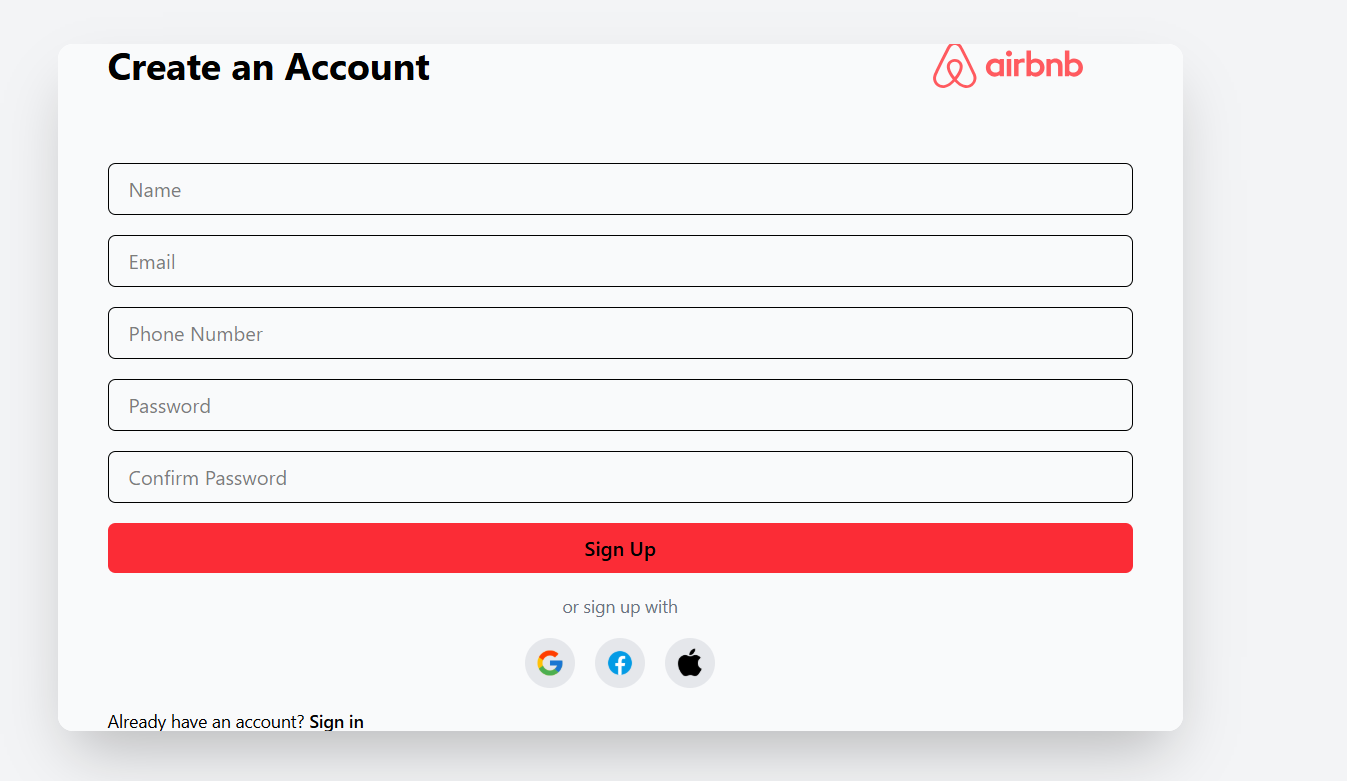 Create an Account
airbnb
Name
Email
Phone Number
Password
Confirm Password
Sign Up
or sign up with
Already have an account? Sign in